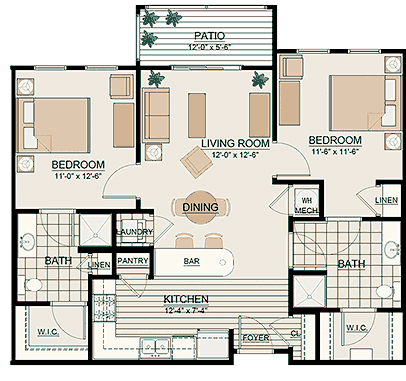 PATIO
12'-0" x 5'-6"
LIVING ROOM
12'-0" x 12'-6"
BEDROOM
11'-6" x 11'-6"
BEDROOM
11'-0" x 12'-6"
DINING
WH
MECH.
LINEN
LAUNDRY
BATH
LINEN
PANTRY
BAR
BATH
KITCHEN
12'-4" x 7'-4"
W.I.C.
FOYER
CL
W.I.C.